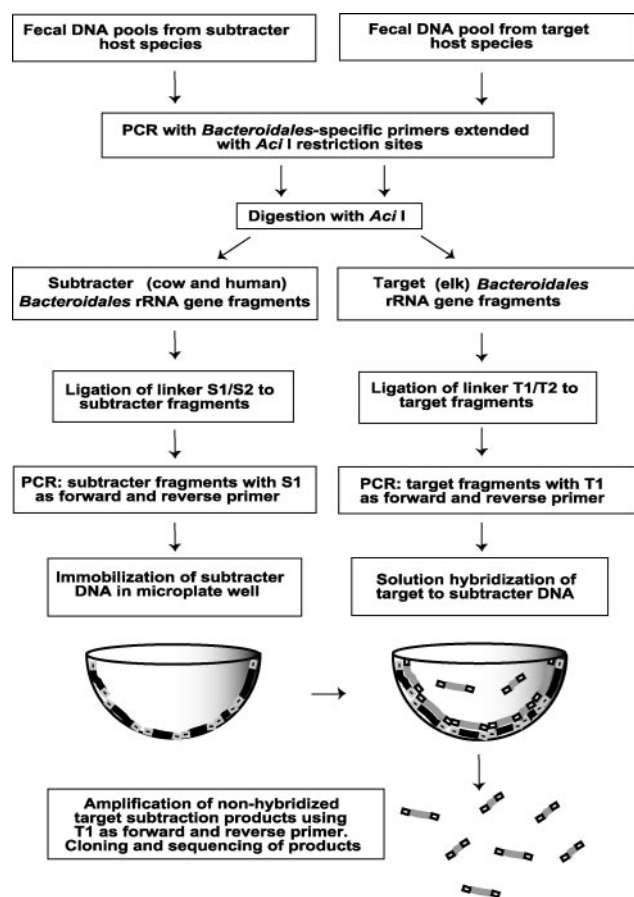 Fecal DNA pools from subtracter
host species
Fecal DNA pool from target
host species
PCR with Bacteroidales-specific primers extended
with Aci I restriction sites
Digestion with Aci I
Subtracter (cow and human)
Bacteroidales rRNA gene fragments
Target (elk) Bacteroidales
rRNA gene fragments
Ligation of linker S1/S2 to
subtracter fragments
Ligation of linker T1/T2 to
target fragments
PCR: subtracter fragments with S1
as forward and reverse primer
PCR: target fragments with T1
as forward and reverse primer
Immobilization of subtracter
DNA in microplate well
Solution hybridization of
target to subtracter DNA
Amplification of non-hybridized
target subtraction products using
T1 as forward and reverse primer.
Cloning and sequencing of products